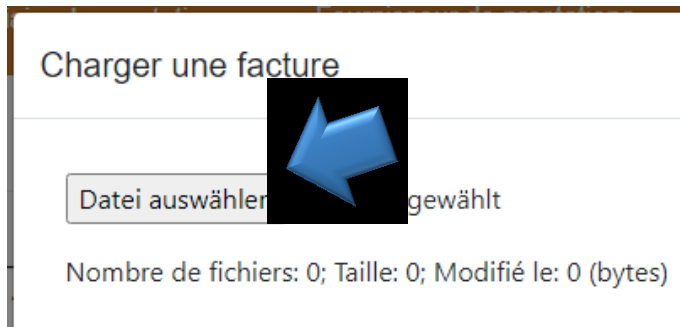 Charger une facture
Datei auswählen gewählt
Nombre de fichiers: 0; Taille: 0; Modifié le: 0 (bytes)